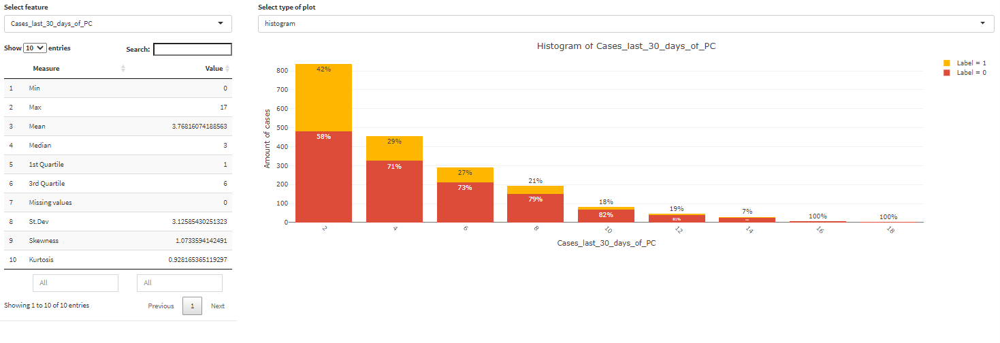 Select feature
Cases_last_30_days_of_PC
Show 10 entries Search:
Measure Value
1 Min 0
2 Max 17
3 Mean 3.76816074188563
4 Median 3
5 1st Quartile 1
6 3rd Quartile 6
7 Missing values 0
8 St.Dev 3.12585430251323
9 Skewness 1.0733594142491
10 Kurtosis 0.928165365119297
All All
Showing 1 to 10 of 10 entries Previous 1 Next
Select type of plot
histogram
Histogram of Cases_last_30_days_of_PC
Label = 1
Label = 0
Amount of cases
800
700
600
500
400
300
200
100
0
42%
58%
29%
71%
27%
73%
21%
79%
18%
82%
19%
81%
7%
100%
100%
2 4 6 8 10 12 14 16 18
Cases_last_30_days_of_PC